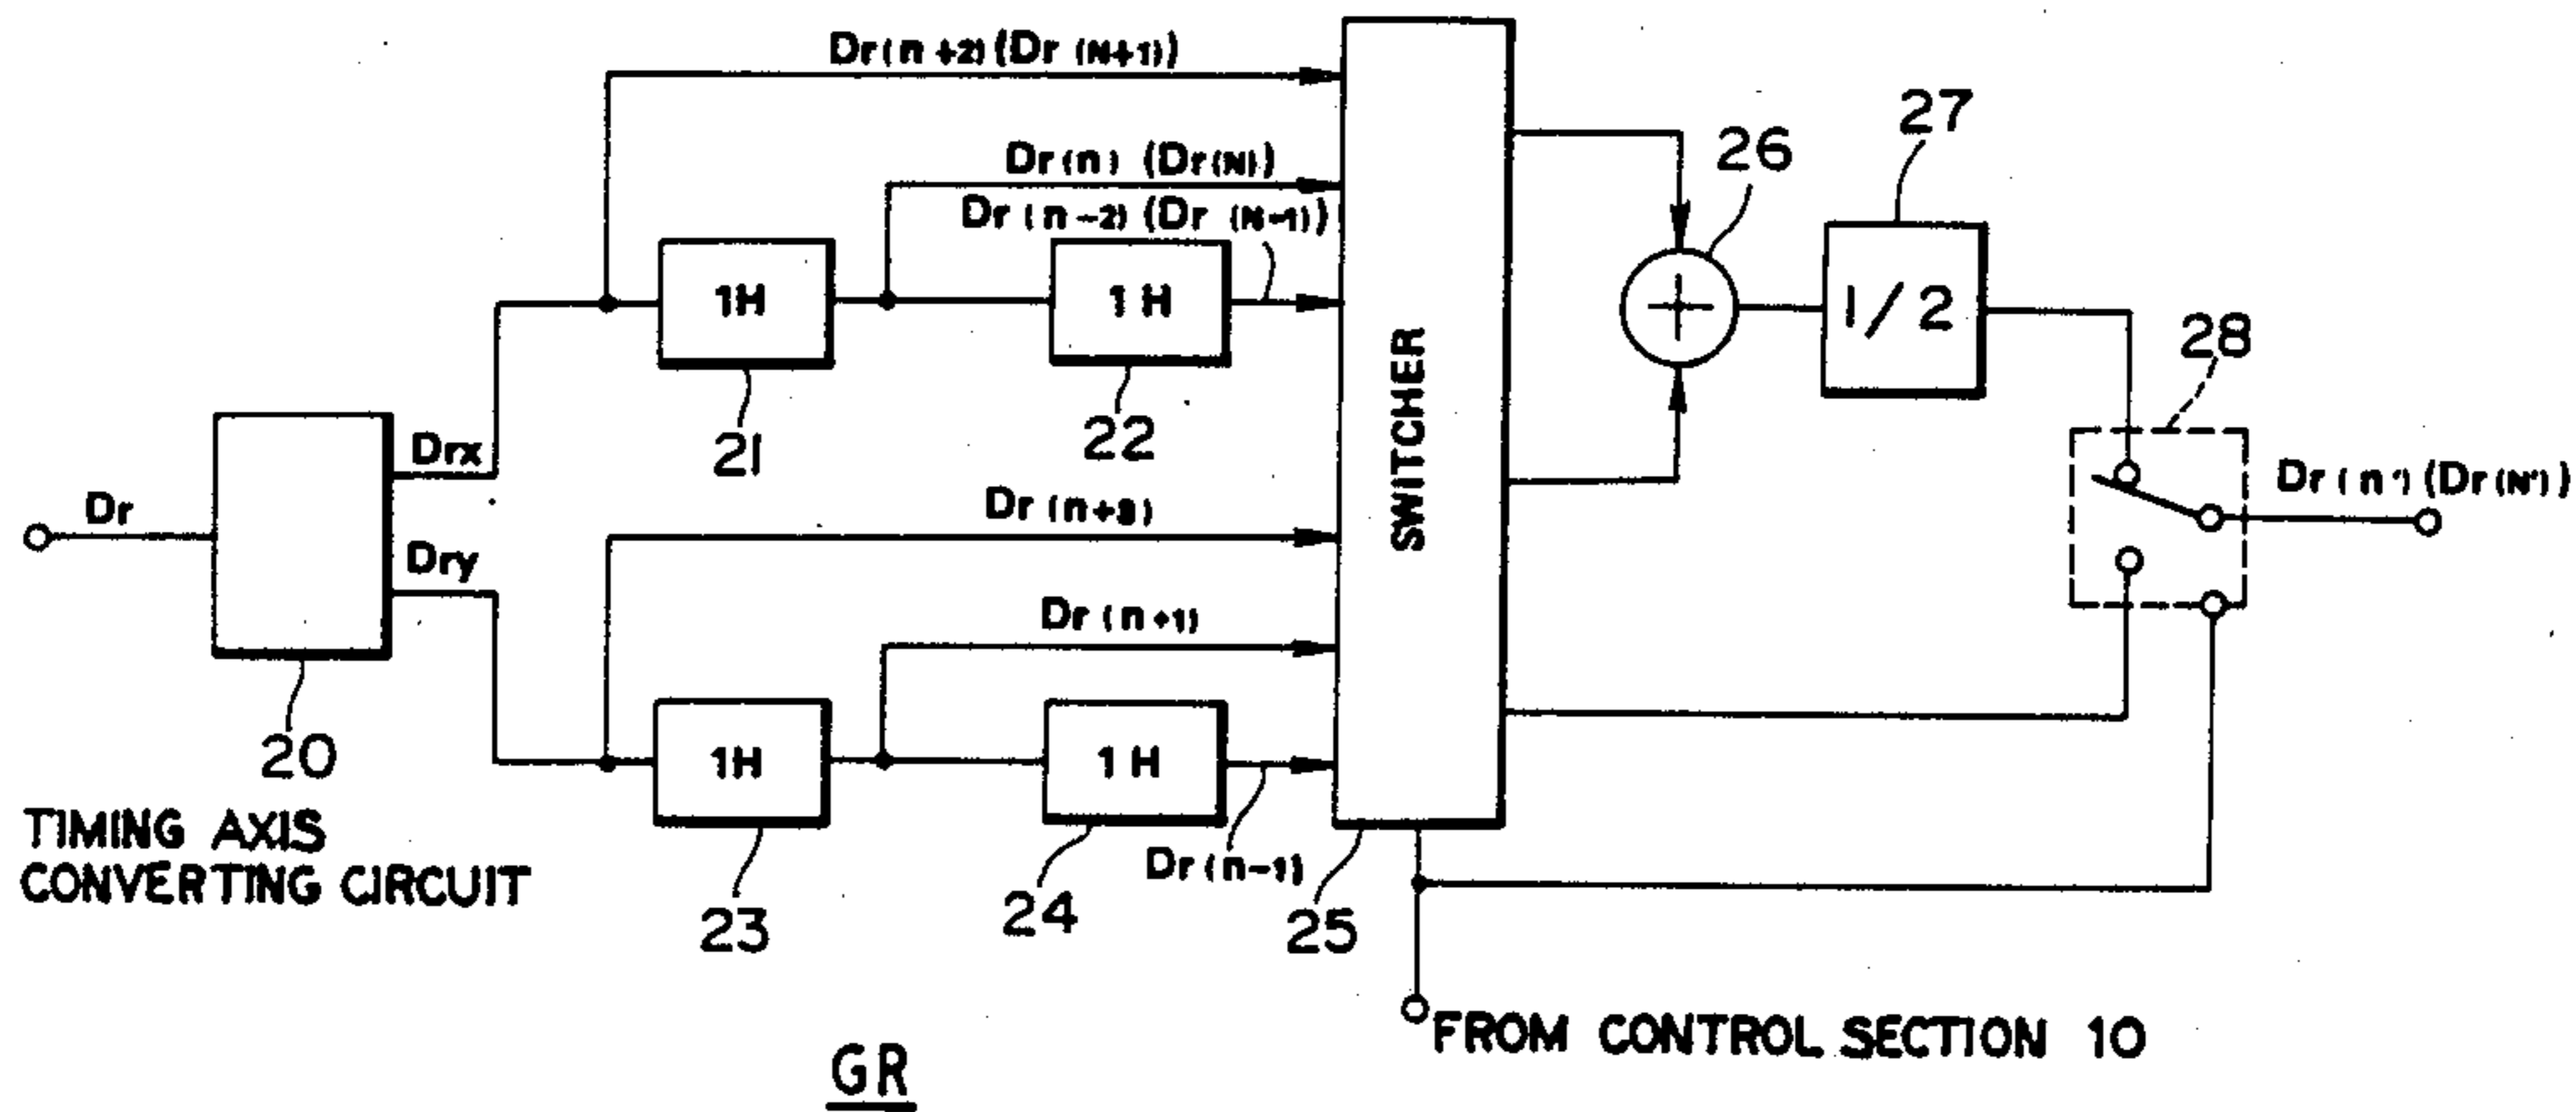 Dr(n+2)(Dr(N+1))
27
26
Dr(n) (Dr(N))
Dr(n-2)(Dr(N-1))
1H
1H
1/2
28
21
22
SWITCHER
Drx
Dr(n')(Dr(N'))
Dr
Dr(n+3)
Dry
Dr(n+1)
20
1H
1H
TIMING AXIS
CONVERTING CIRCUIT
Dr(n-1)
23
24
25
FROM CONTROL SECTION 10
GR